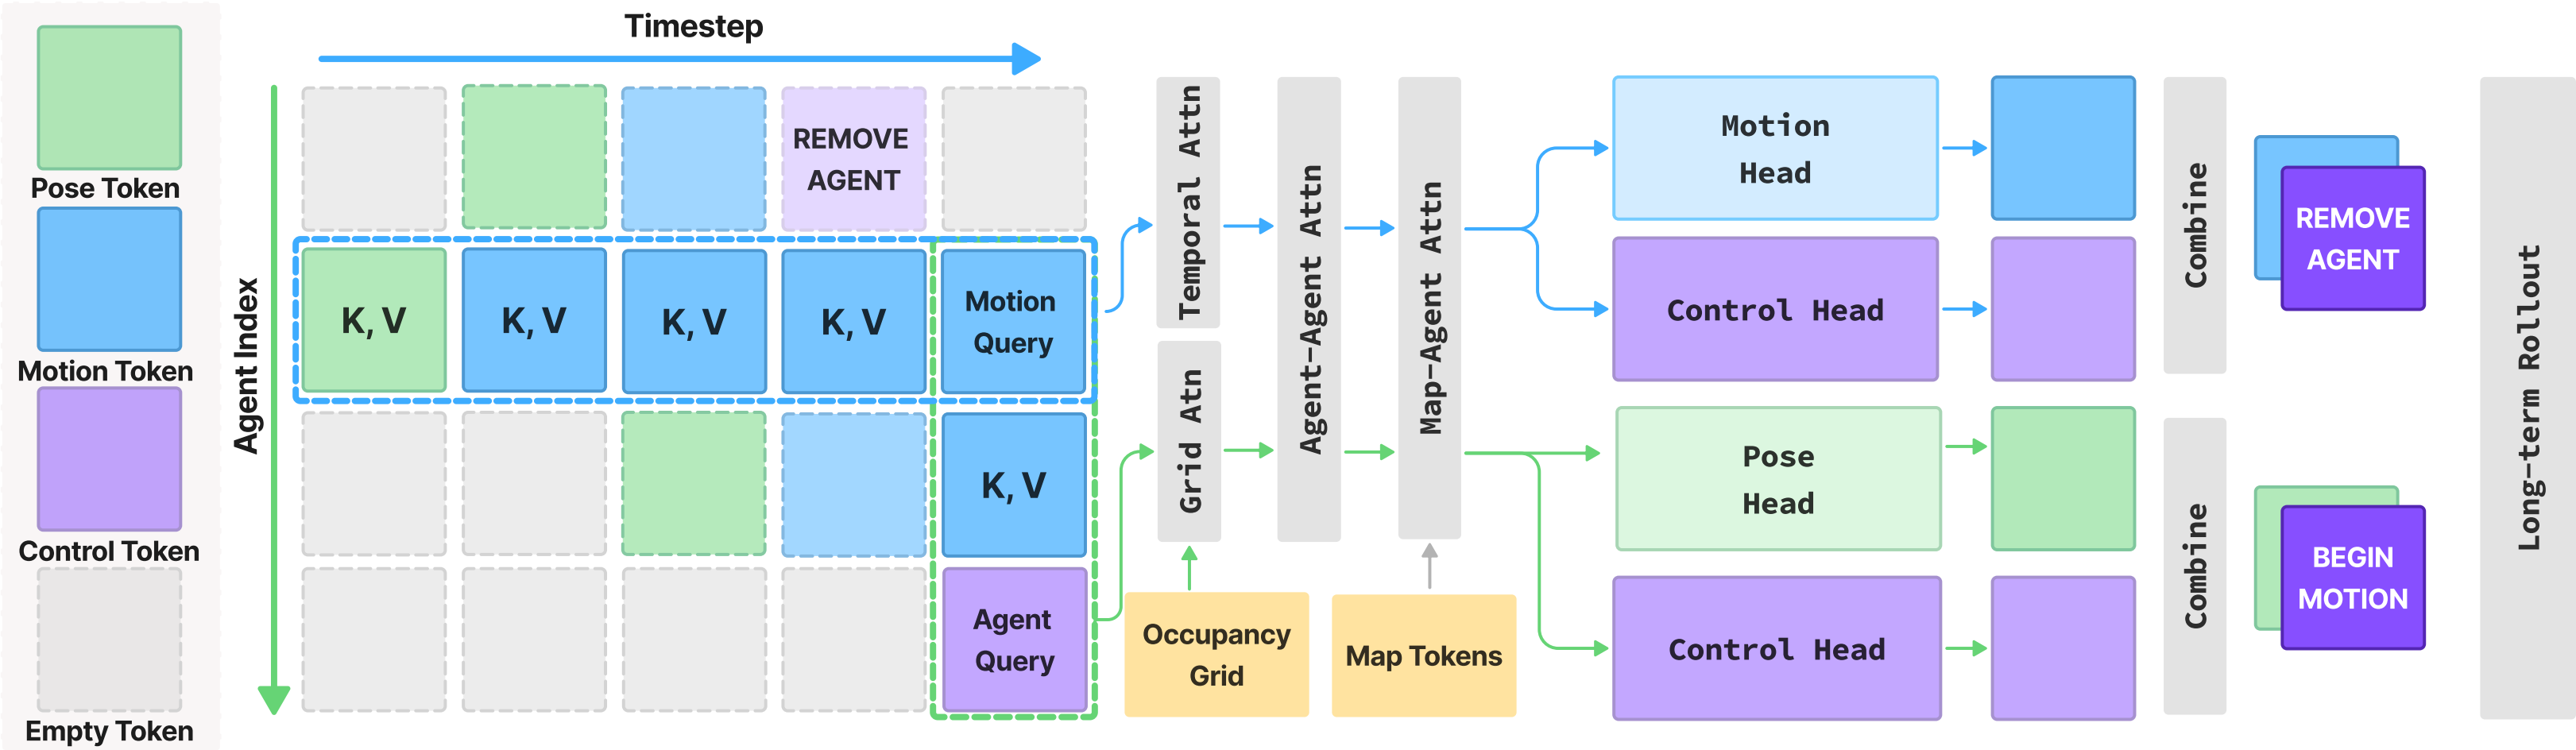 Pose Token
Motion Token
Control Token
Empty Token
Timestep
Agent Index
REMOVE
AGENT
K, V
K, V
K, V
K, V
Motion
Query
K, V
Agent
Query
Temporal Attn
Grid Atn
Agent-Agent Attn
Map-Agent Attn
Occupancy
Grid
Map Tokens
Motion
Head
Control Head
Pose
Head
Control Head
Combine
Combine
REMOVE
AGENT
BEGIN
MOTION
Long-term Rollout